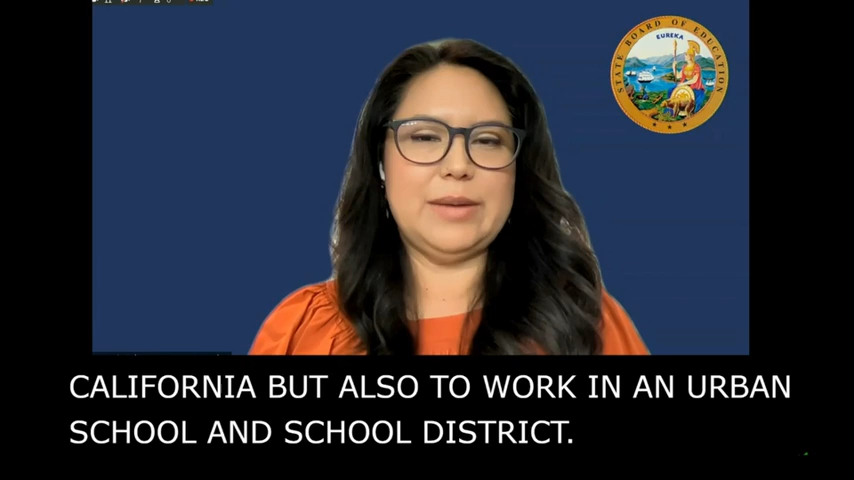 STATE BOARD OF EDUCATION
EUREKA
CALIFORNIA BUT ALSO TO WORK IN AN URBAN
SCHOOL AND SCHOOL DISTRICT.